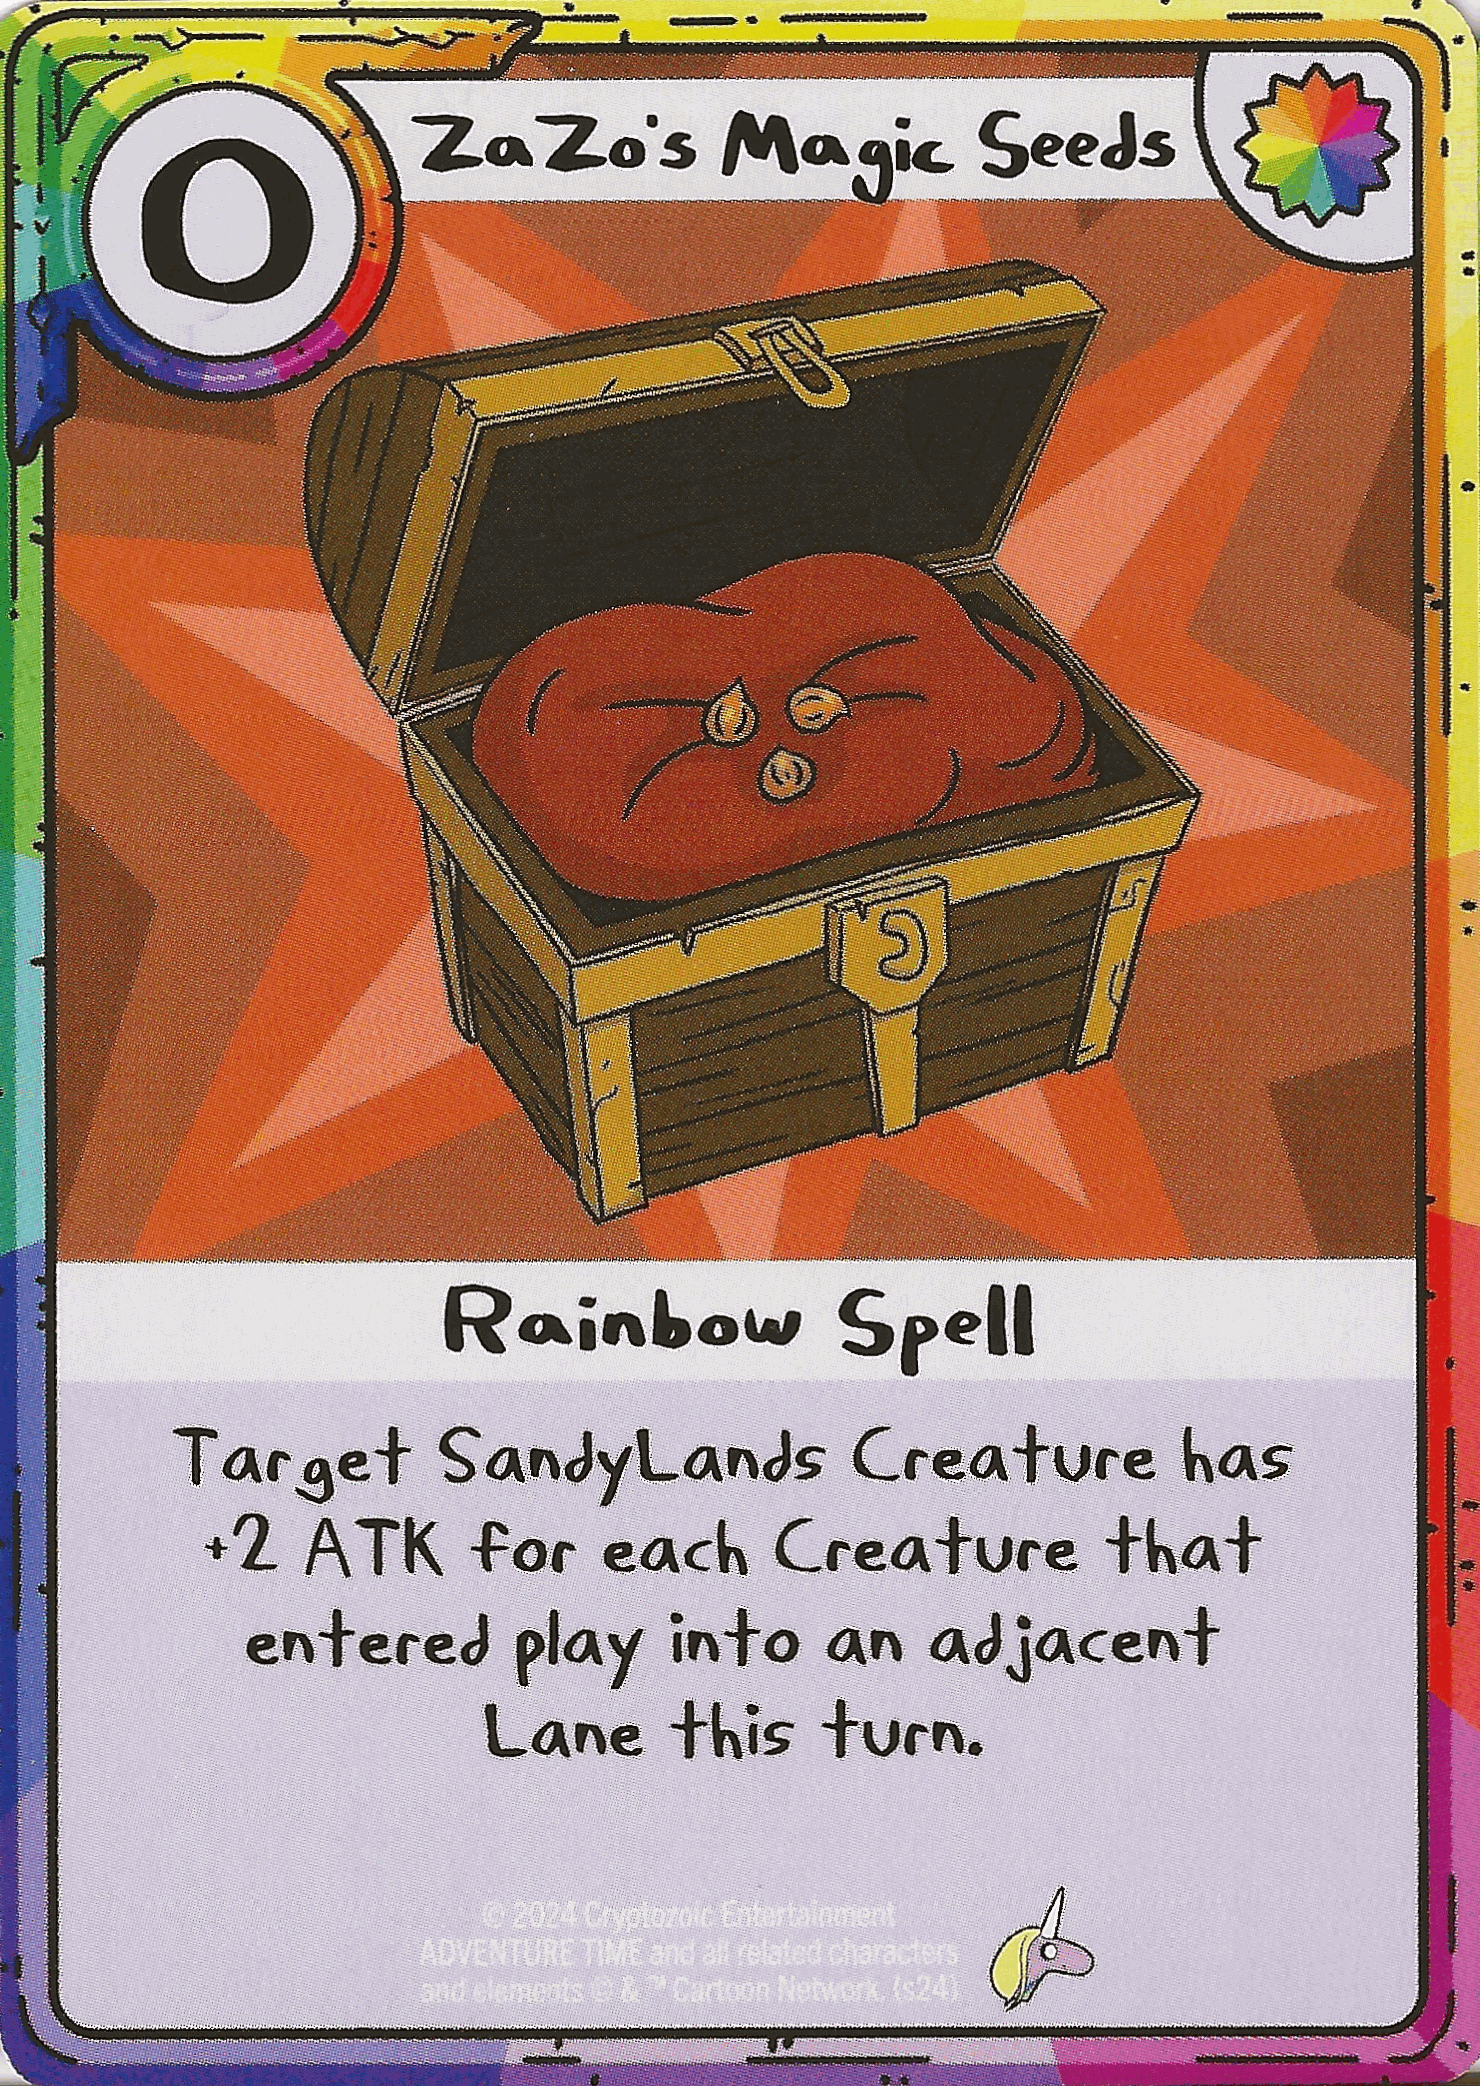 0
ZaZo's Magic Seeds
Rainbow Spell
Target SandyLands Creature has
+2 ATK for each Creature that
entered play into an adjacent
Lane this turn.
© 2024 Cryptozoic Entertainment
ADVENTURE TIME and all related characters
and elements © & ™ Cartoon Network. (s24)